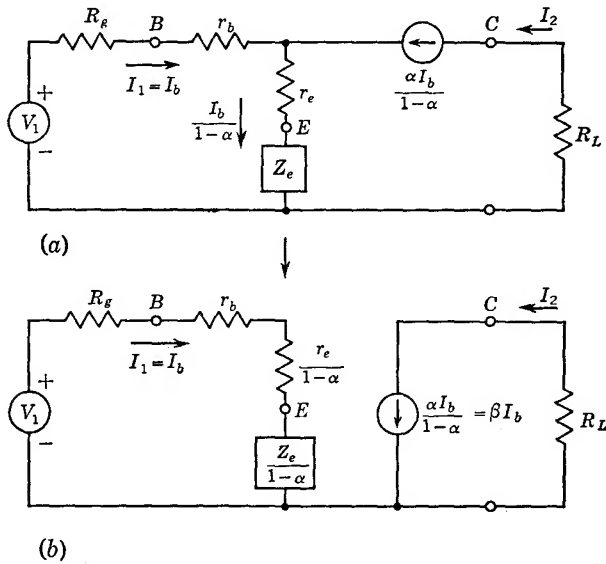 R_g B r_b C I_2
I_1 = I_b αI_b/1-α
r_e
I_b/1-α E
+ V_1 - Z_e R_L
(a)
R_g B r_b C I_2
I_1 = I_b r_e/1-α
E
+ V_1 - αI_b/1-α = βI_b R_L
Z_e/1-α
(b)